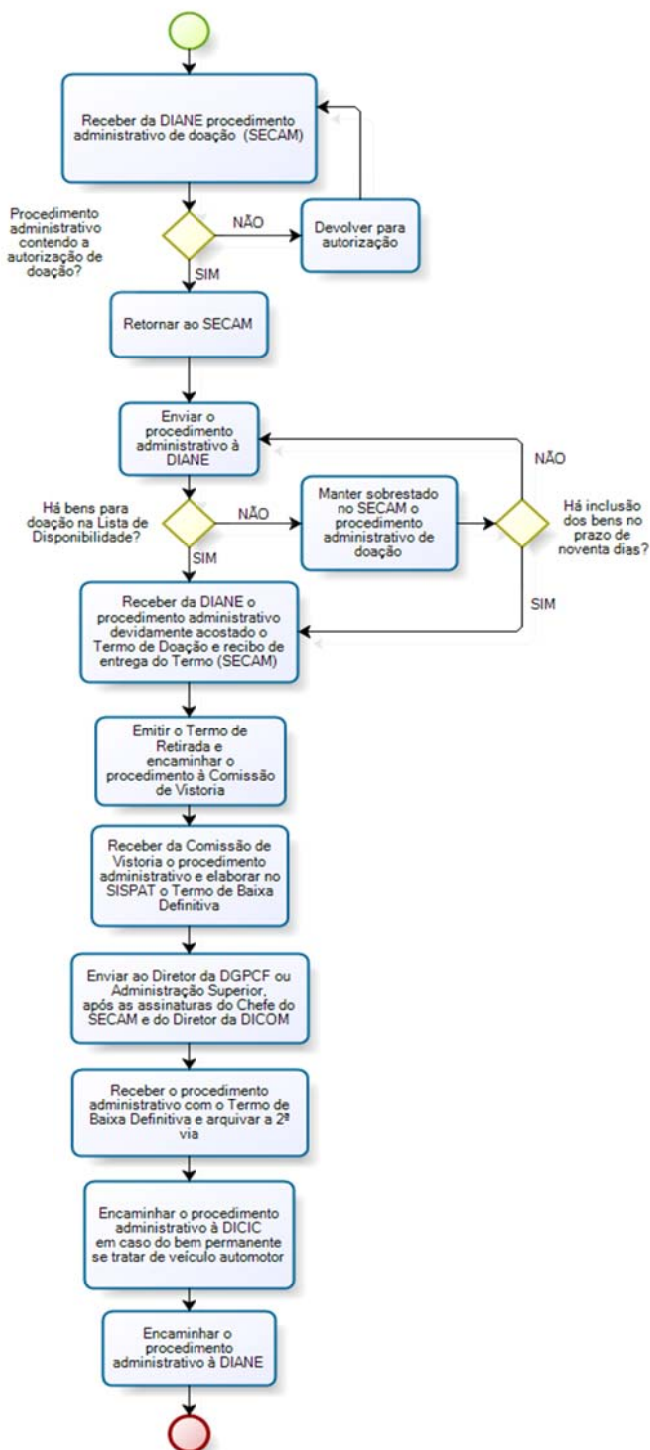 Receber da DIANE procedimento
administrativo de doação  (SECAM)
Procedimento
administrativo
contendo a
autorização de
doação?
NÃO
Devolver para
autorização
SIM
Retornar ao SECAM
Enviar o
procedimento
administrativo à
DIANE
Há bens para
doação na Lista de
Disponibilidade?
NÃO
Manter sobrestado
no SECAM o
procedimento
administrativo de
doação
NÃO
Há inclusão
dos bens no
prazo de
noventa dias?
SIM
SIM
Receber da DIANE o
procedimento administrativo
devidamente acostado o
Termo de Doação e recibo de
entrega do Termo (SECAM)
Emitir o Termo de
Retirada e
encaminhar o
procedimento à Comissão
de Vistoria
Receber da Comissão de
Vistoria o procedimento
administrativo e elaborar no
SISPAT o Termo de Baixa
Definitiva
Enviar ao Diretor da DGPCF ou
Administração Superior,
após as assinaturas do Chefe do
SECAM e do Diretor da DICOM
Receber o procedimento
administrativo com o Termo de
Baixa Definitiva e arquivar a 2ª
via
Encaminhar o procedimento
administrativo à DICIC
em caso do bem permanente
se tratar de veículo automotor
Encaminhar o
procedimento
administrativo à DIANE